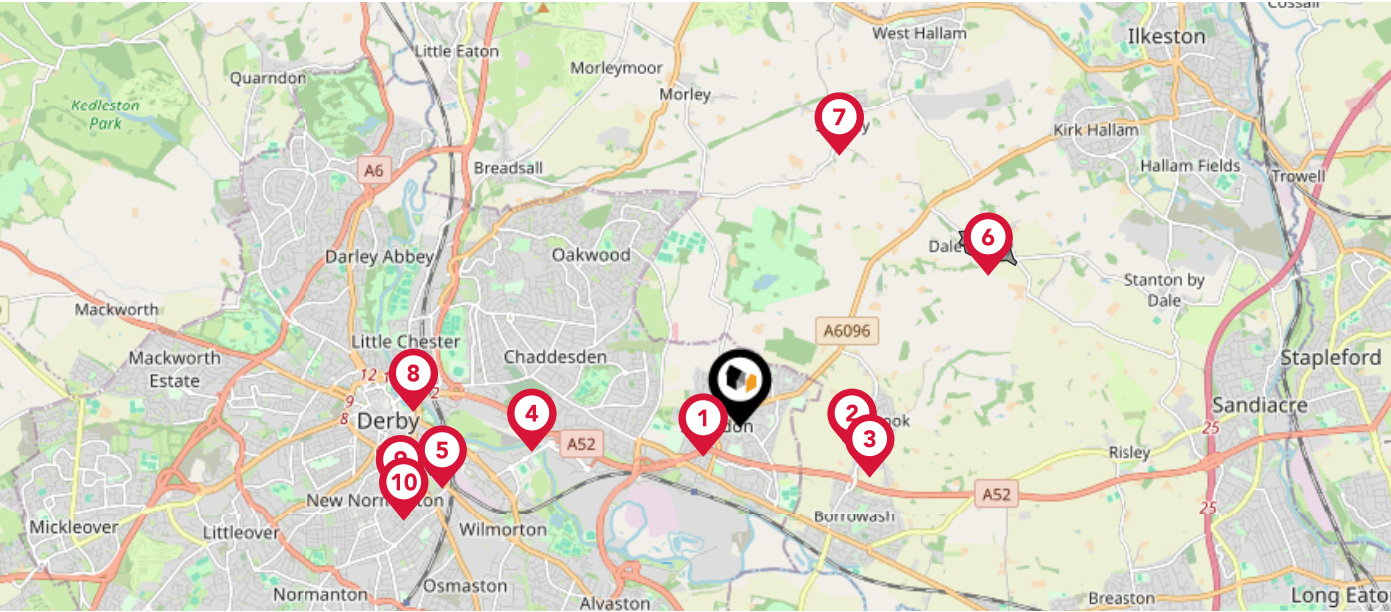 Cossall
West Hallam
Ilkeston
Little Eaton
Morleymoor
Quarndon
Morley
Kedleston
Park
7
Kirk Hallam
A6
Breadsall
Hallam Fields
Trowell
6
Dale
Darley Abbey
Oakwood
Stanton by
Dale
Mackworth
A6096
Little Chester
Mackworth
Estate
Chaddesden
Stapleford
12
8
2
9
8
Derby
4
1
2
3
Sandiacre
25
A52
5
9
10
Risley
New Normanton
A52
25
Mickleover
Littleover
Wilmorton
Borrowash
Osmaston
Normanton
Alvaston
Breaston
Long Eato